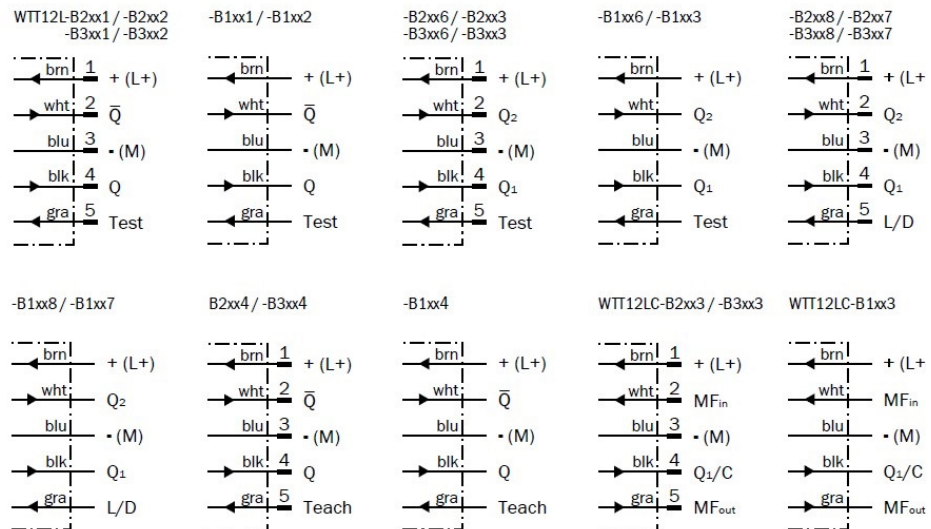 WTT12L-B2xx1 / -B2xx2
-B3xx1 / -B3xx2
brn 1 + (L+)
wht 2 Q̅
blu 3 - (M)
blk 4 Q
gra 5 Test
-B1xx1 / -B1xx2
brn + (L+)
wht Q̅
blu - (M)
blk Q
gra Test
-B2xx6 / -B2xx3
-B3xx6 / -B3xx3
brn 1 + (L+)
wht 2 Q₂
blu 3 - (M)
blk 4 Q₁
gra 5 Test
-B1xx6 / -B1xx3
brn + (L+)
wht Q₂
blu - (M)
blk Q₁
gra Test
-B2xx8 / -B2xx7
-B3xx8 / -B3xx7
brn 1 + (L+
wht 2 Q₂
blu 3 - (M)
blk 4 Q₁
gra 5 L/D
-B1xx8 / -B1xx7
brn + (L+)
wht Q₂
blu - (M)
blk Q₁
gra L/D
B2xx4 / -B3xx4
brn 1 + (L+)
wht 2 Q̅
blu 3 - (M)
blk 4 Q
gra 5 Teach
-B1xx4
brn + (L+)
wht Q̅
blu - (M)
blk Q
gra Teach
WTT12LC-B2xx3 / -B3xx3
brn 1 + (L+)
wht 2 MFin
blu 3 - (M)
blk 4 Q₁/C
gra 5 MFout
WTT12LC-B1xx3
brn + (L+
wht MFin
blu - (M)
blk Q₁/C
gra MFout